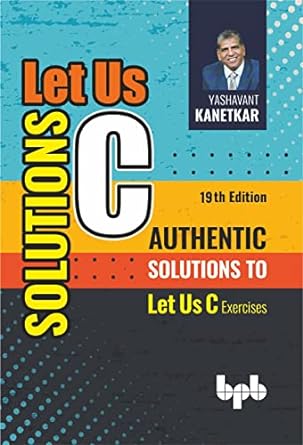 Let Us
C
SOLUTIONS
YASHAVANT
KANETKAR
19th Edition
AUTHENTIC
SOLUTIONS TO
Let Us C Exercises
bpb